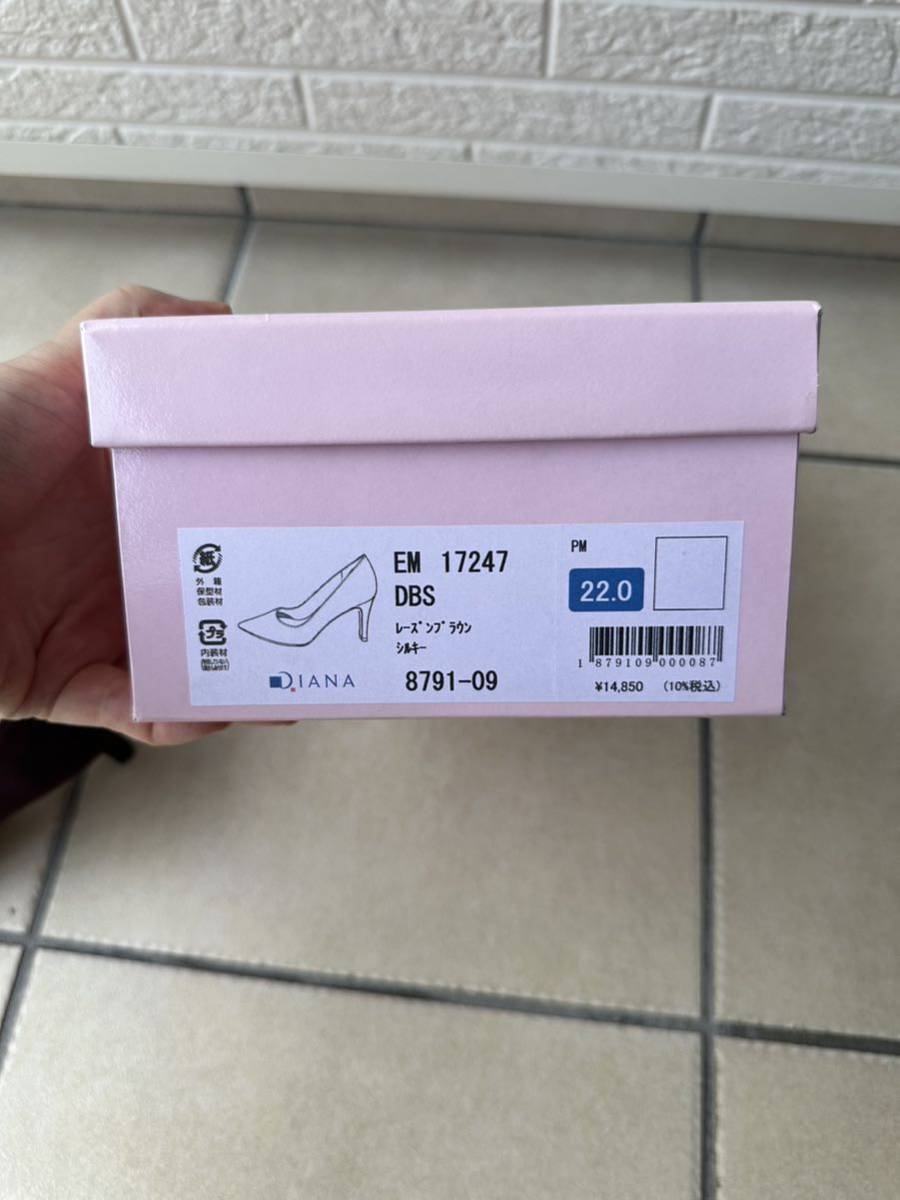 紙
外箱
保型材
包装材
プラ
内装材
DIANA
EM 17247
DBS
ﾚｰｽﾞﾝﾌﾞﾗｳﾝ
ｼﾙｷｰ
8791-09
PM
22.0
1 879109 000087
¥14,850 (10%税込)